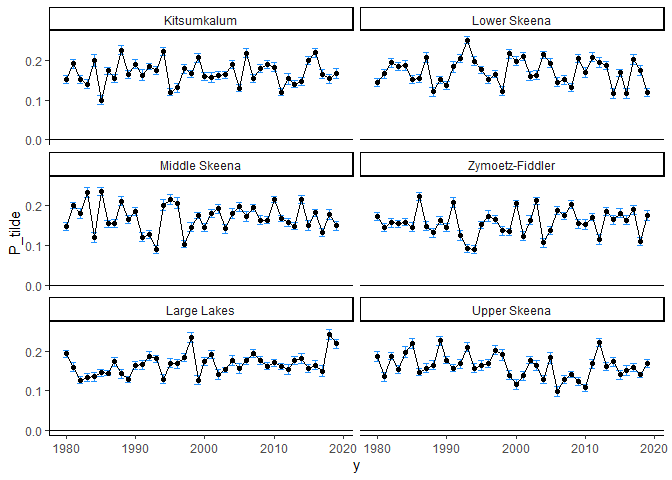 Kitsumkalum Lower Skeena
0.2
0.1
0.0
Middle Skeena Zymoetz-Fiddler
0.2
0.1
0.0
P_tilde
Large Lakes Upper Skeena
0.2
0.1
0.0
1980 1990 2000 2010 2020 1980 1990 2000 2010 2020
y